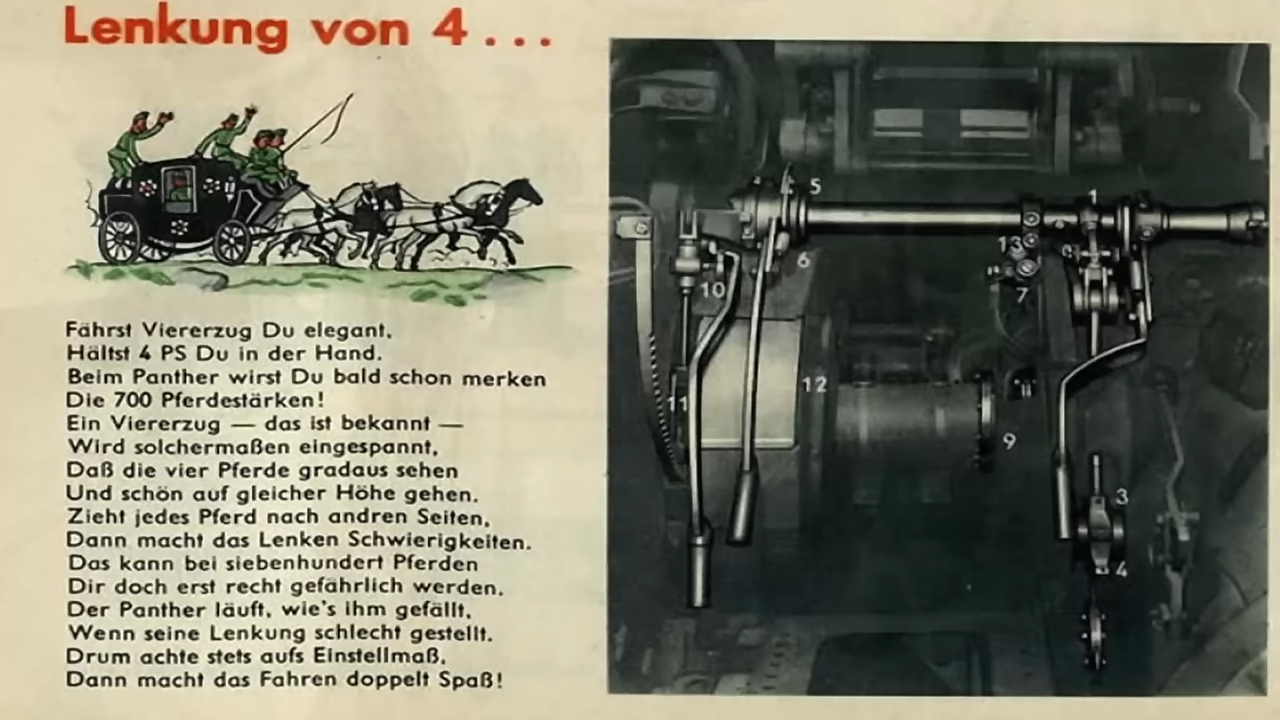 Lenkung von 4 ...
Fährst Viererzug Du elegant,
Hältst 4 PS Du in der Hand.
Beim Panther wirst Du bald schon merken
Die 700 Pferdestärken!
Ein Viererzug — das ist bekannt —
Wird solchermaßen eingespannt,
Daß die vier Pferde gradaus sehen
Und schön auf gleicher Höhe gehen.
Zieht jedes Pferd nach andren Seiten,
Dann macht das Lenken Schwierigkeiten.
Das kann bei siebenhundert Pferden
Dir doch erst recht gefährlich werden.
Der Panther läuft, wie's ihm gefällt,
Wenn seine Lenkung schlecht gestellt.
Drum achte stets aufs Einstellmaß,
Dann macht das Fahren doppelt Spaß!
5
1
13
6
8
10
7
12
11
9
3
4